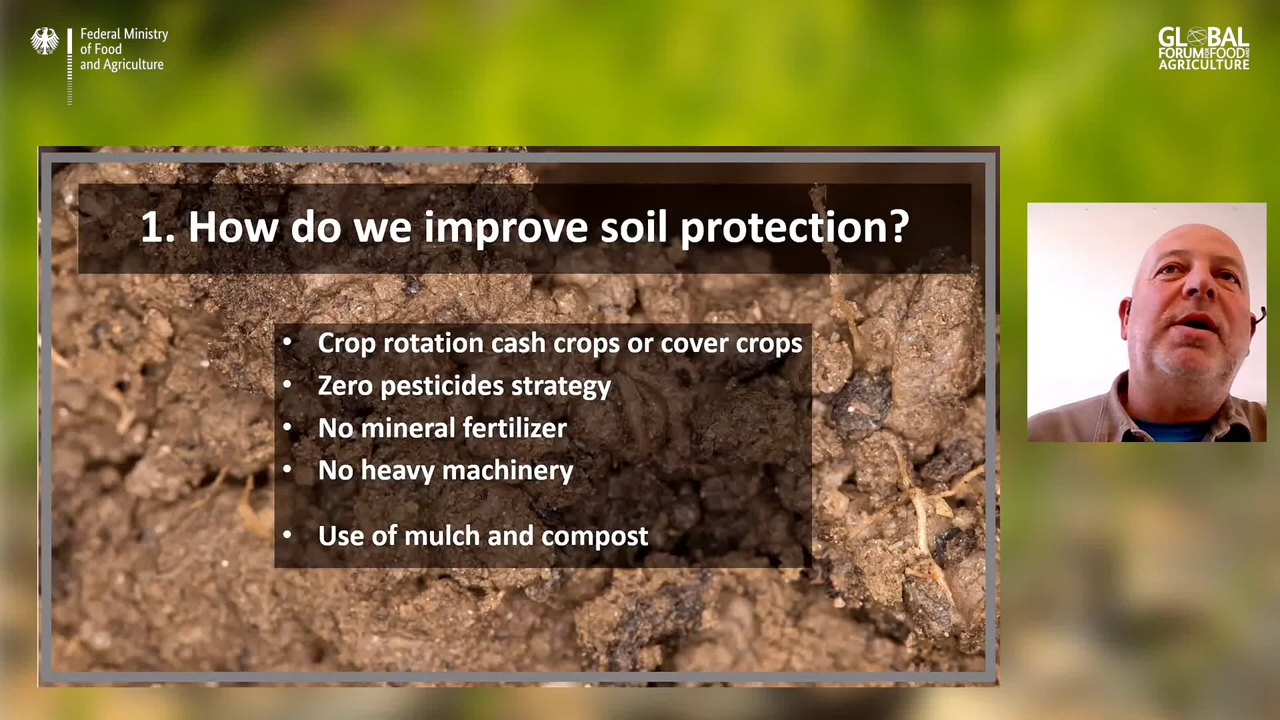 Federal Ministry
of Food
and Agriculture
GLOBAL
FORUM FOR FOOD AND
AGRICULTURE
1. How do we improve soil protection?
• Crop rotation cash crops or cover crops
• Zero pesticides strategy
• No mineral fertilizer
• No heavy machinery
• Use of mulch and compost